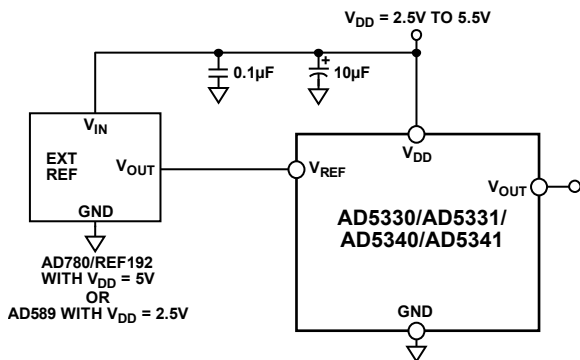 V_DD = 2.5V TO 5.5V
0.1µF
+
10µF
V_IN
EXT
REF
V_OUT
GND
V_REF
V_DD
V_OUT
AD5330/AD5331/
AD5340/AD5341
GND
AD780/REF192
WITH V_DD = 5V
OR
AD589 WITH V_DD = 2.5V